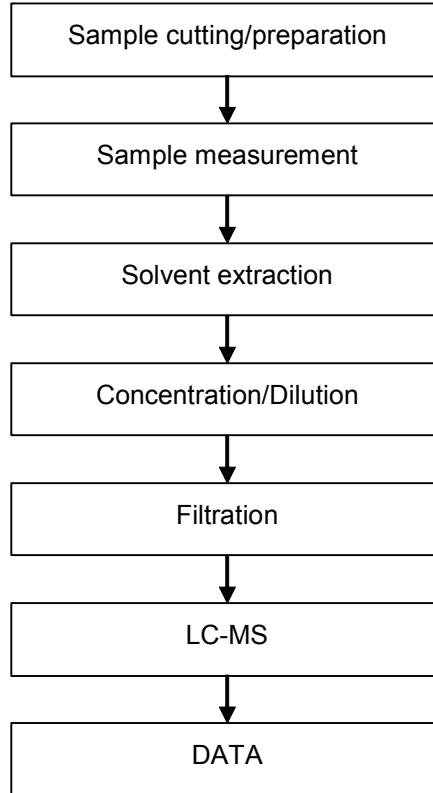 Sample cutting/preparation
Sample measurement
Solvent extraction
Concentration/Dilution
Filtration
LC-MS
DATA